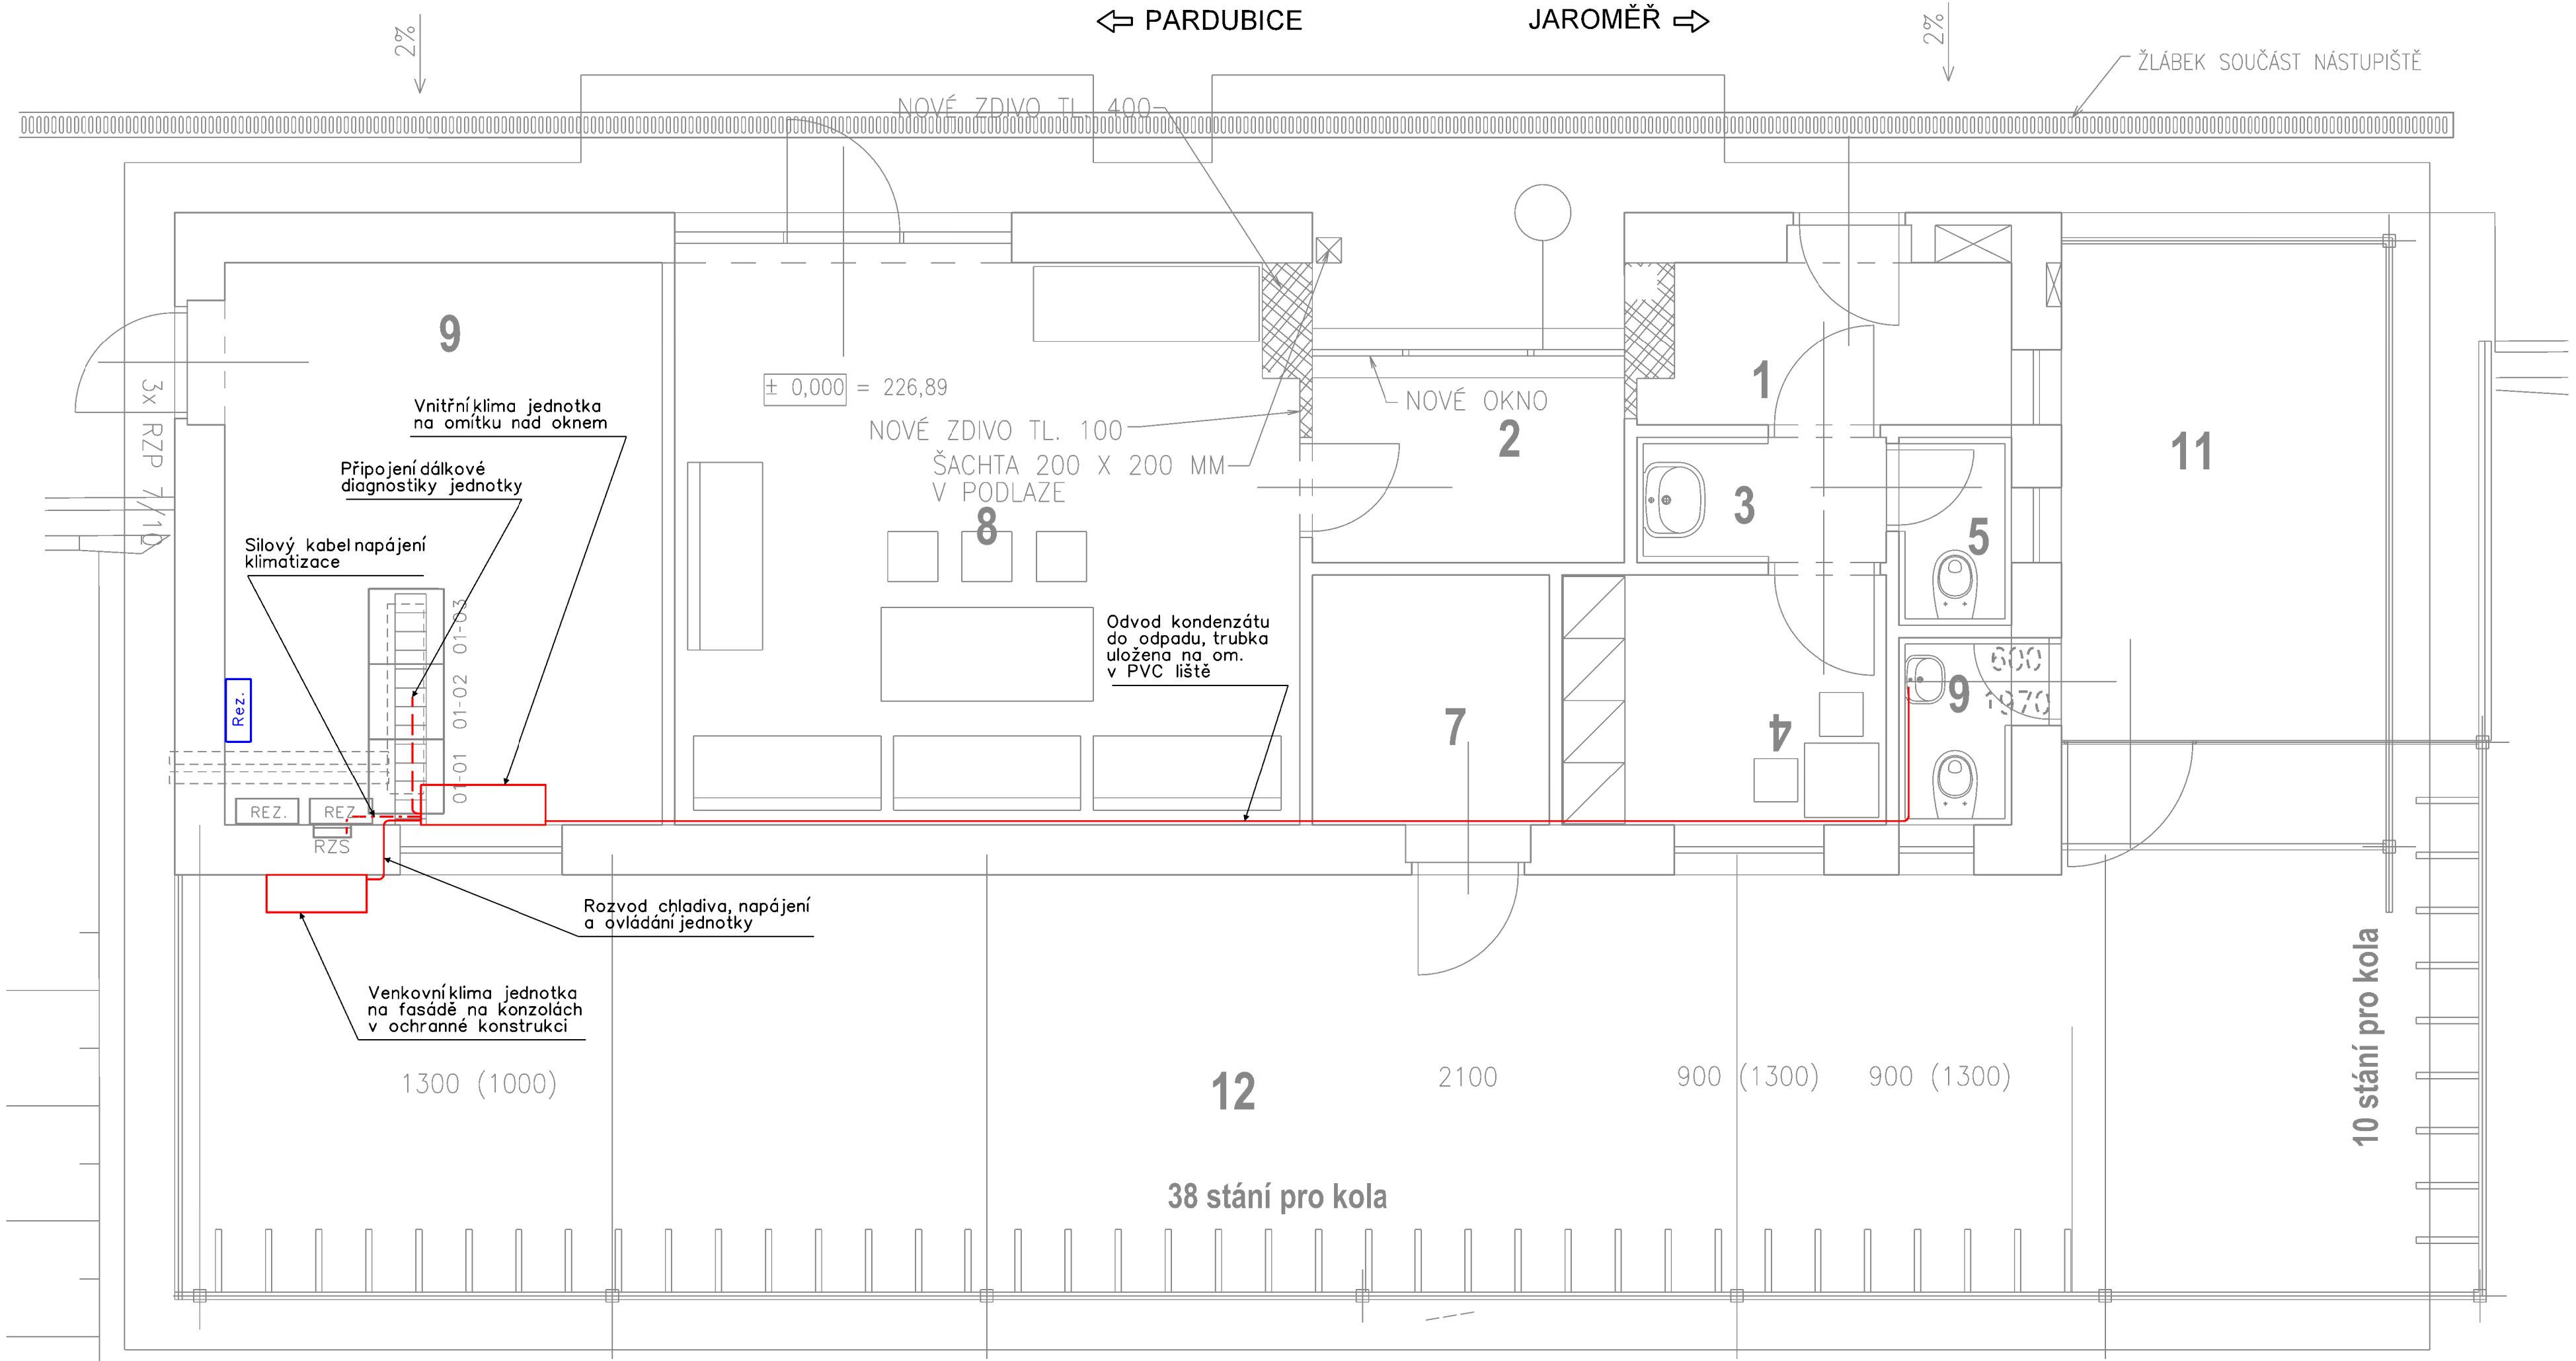 PARDUBICE
JAROMĚŘ
2%
2%
ŽLÁBEK SOUČÁST NÁSTUPIŠTĚ
NOVÉ ZDIVO TL. 400
9
3x RZP 7/10
± 0,000 = 226,89
NOVÉ ZDIVO TL. 100
ŠACHTA 200 X 200 MM
V PODLAZE
8
NOVÉ OKNO
2
1
3
5
11
Vnitřní klima jednotka
na omítku nad oknem
Připojení dálkové
diagnostiky jednotky
Silový kabel napájení
klimatizace
01-03
01-02
01-01
Rez.
REZ.
REZ
RZS
Odvod kondenzátu
do odpadu, trubka
uložena na om.
v PVC liště
7
4
9
600
1970
Rozvod chladiva, napájení
a ovládání jednotky
Venkovní klima jednotka
na fasádě na konzolách
v ochranné konstrukci
1300 (1000)
12
2100
900 (1300)
900 (1300)
10 stání pro kola
38 stání pro kola